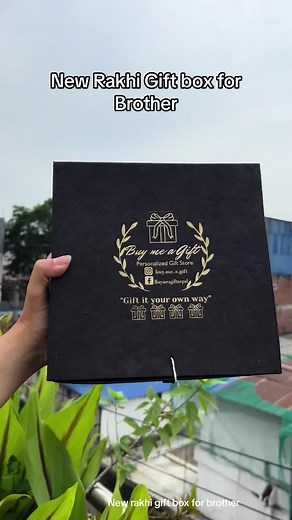 New Rakhi Gift box for
Brother
Buy me a Gift
Personalized Gift Store
buy.me.a.gift
Buymeagiftnepal
"Gift it your own way"
New rakhi gift box for brother